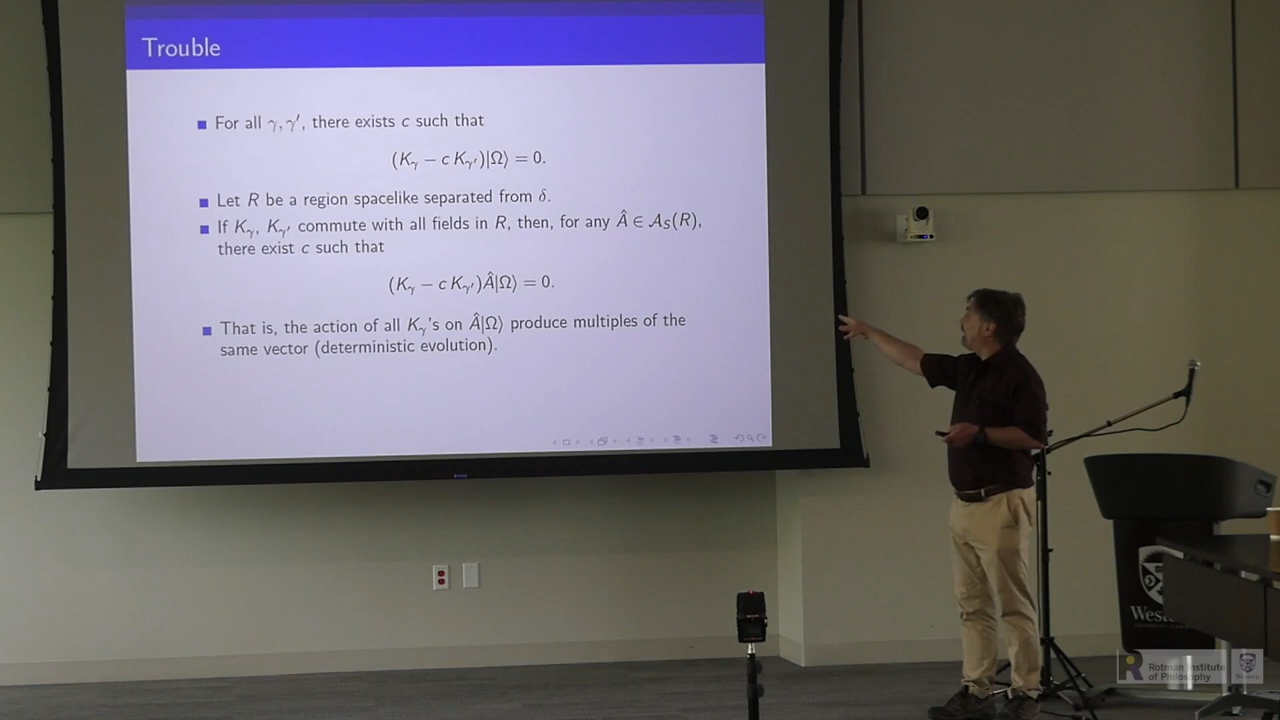 Trouble
For all γ, γ′, there exists c such that
(K_γ − c K_γ′)|Ω⟩ = 0.
Let R be a region spacelike separated from δ.
If K_γ, K_γ′ commute with all fields in R, then, for any Â ∈ A_S(R),
there exist c such that
(K_γ − c K_γ′)Â|Ω⟩ = 0.
That is, the action of all K_γ's on Â|Ω⟩ produce multiples of the
same vector (deterministic evolution).
Rotman Institute
of Philosophy